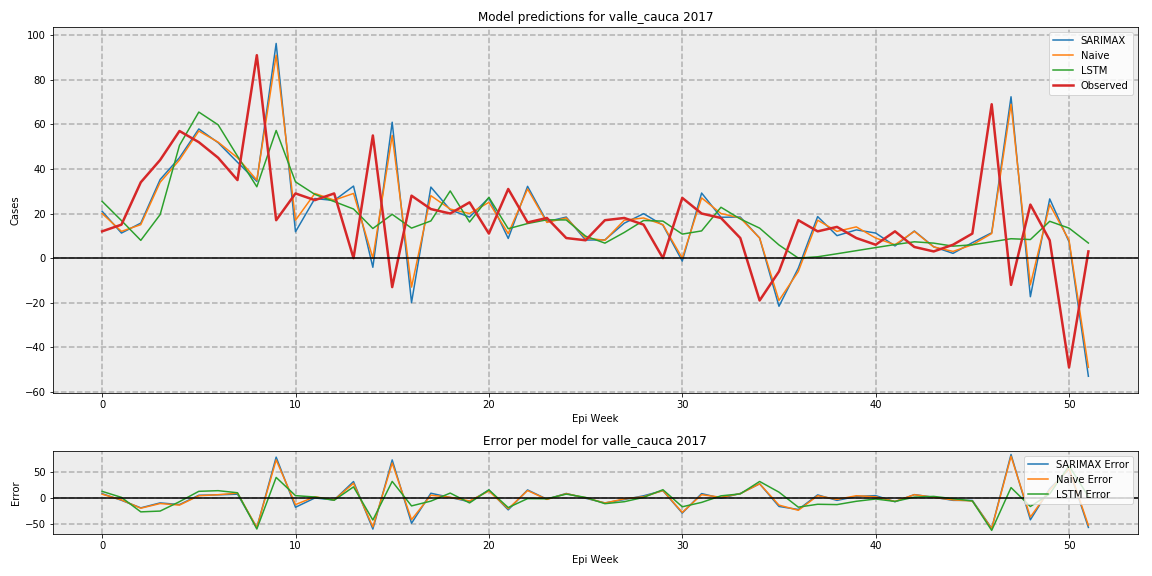 Model predictions for valle_cauca 2017
Cases
100
80
60
40
20
0
−20
−40
−60
SARIMAX
Naive
LSTM
Observed
0 10 20 30 40 50
Epi Week
Error per model for valle_cauca 2017
Error
50
0
−50
SARIMAX Error
Naive Error
LSTM Error
0 10 20 30 40 50
Epi Week